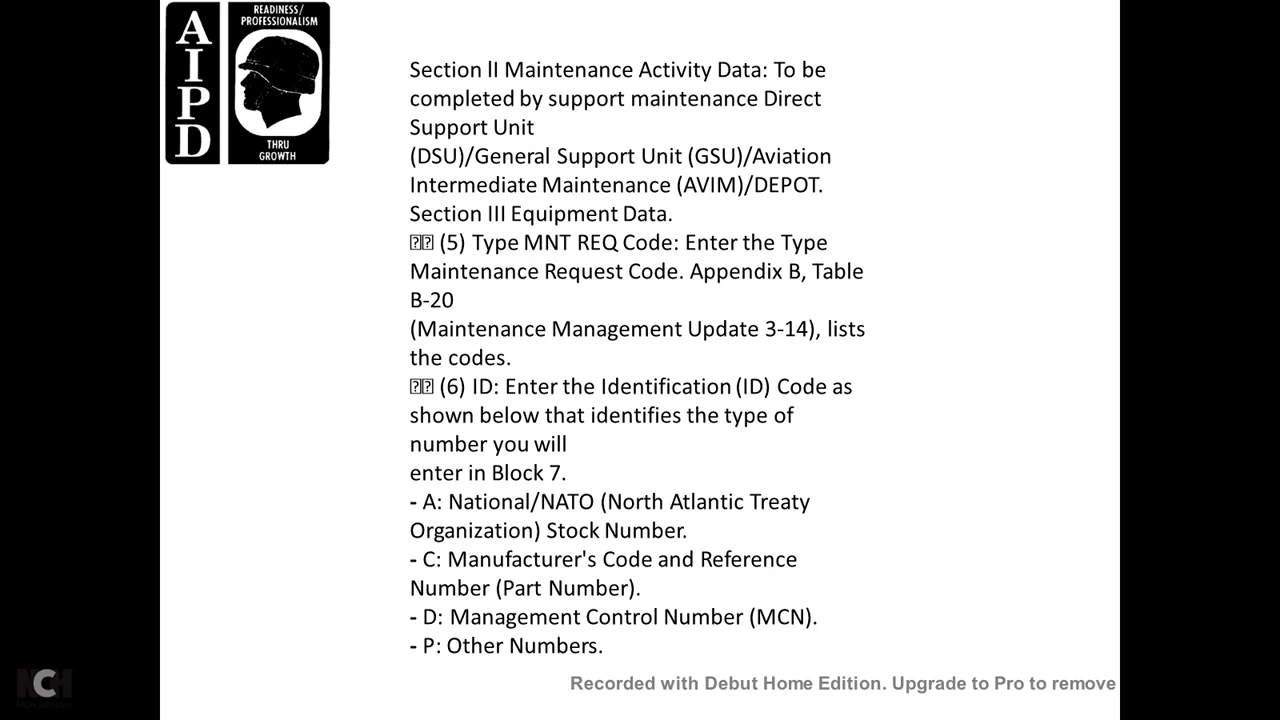 READINESS/
PROFESSIONALISM
A
I
P
D
THRU
GROWTH
Section lI Maintenance Activity Data: To be
completed by support maintenance Direct
Support Unit
(DSU)/General Support Unit (GSU)/Aviation
Intermediate Maintenance (AVIM)/DEPOT.
Section III Equipment Data.
(5) Type MNT REQ Code: Enter the Type
Maintenance Request Code. Appendix B, Table
B-20
(Maintenance Management Update 3-14), lists
the codes.
(6) ID: Enter the Identification (ID) Code as
shown below that identifies the type of
number you will
enter in Block 7.
- A: National/NATO (North Atlantic Treaty
Organization) Stock Number.
- C: Manufacturer's Code and Reference
Number (Part Number).
- D: Management Control Number (MCN).
- P: Other Numbers.
NCH
NCH Software
Recorded with Debut Home Edition. Upgrade to Pro to remove